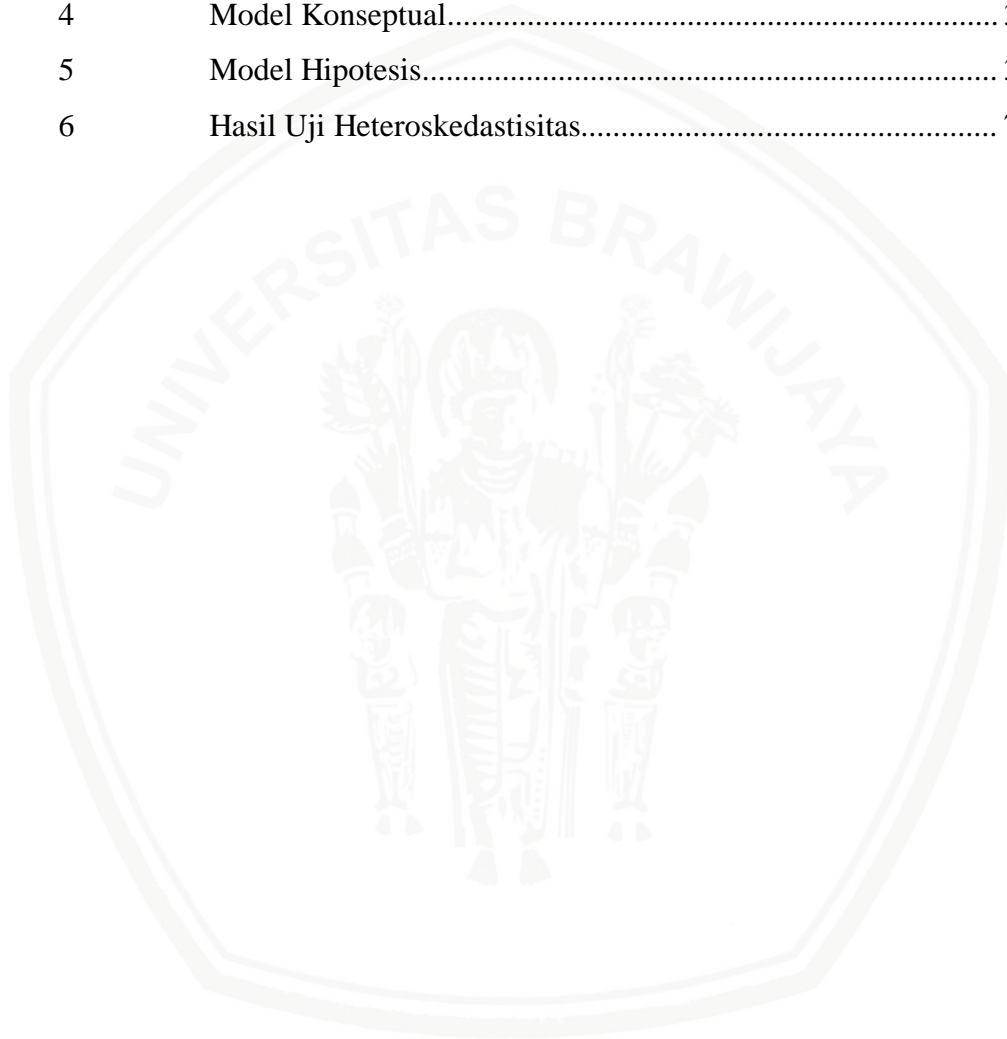 4 Model Konseptual........................................................................
5 Model Hipotesis...........................................................................
6 Hasil Uji Heteroskedastisitas.......................................................
UNIVERSITAS BRAWIJAYA